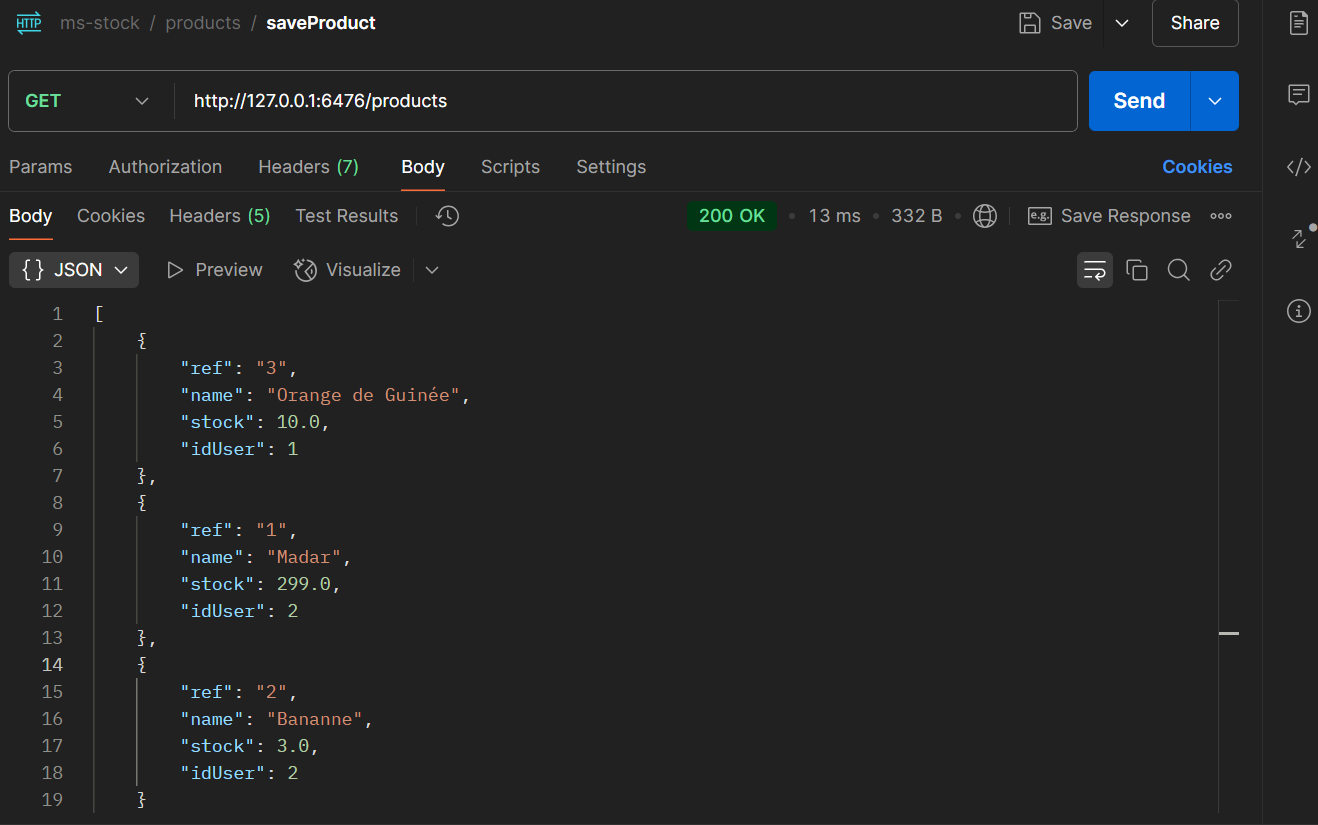 HTTP ms-stock / products / saveProduct Save Share
GET http://127.0.0.1:6476/products Send
Params Authorization Headers (7) Body Scripts Settings Cookies
Body Cookies Headers (5) Test Results 200 OK 13 ms 332 B e.g. Save Response
{} JSON Preview Visualize
1 [
2 {
3 "ref": "3",
4 "name": "Orange de Guinée",
5 "stock": 10.0,
6 "idUser": 1
7 },
8 {
9 "ref": "1",
10 "name": "Madar",
11 "stock": 299.0,
12 "idUser": 2
13 },
14 {
15 "ref": "2",
16 "name": "Bananne",
17 "stock": 3.0,
18 "idUser": 2
19 }